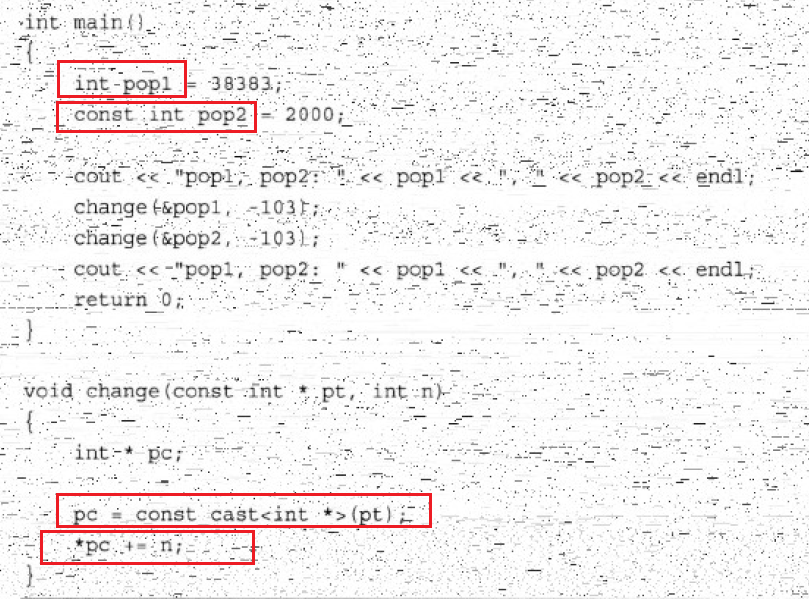 int main()
{
int pop1 = 38383;
const int pop2 = 2000;
cout << "pop1, pop2: " << pop1 << ", " << pop2 << endl;
change(&pop1, -103);
change(&pop2, -103);
cout << "pop1, pop2: " << pop1 << ", " << pop2 << endl;
return 0;
}
void change(const int * pt, int n)
{
int * pc;
pc = const cast<int *>(pt);
*pc += n;
}